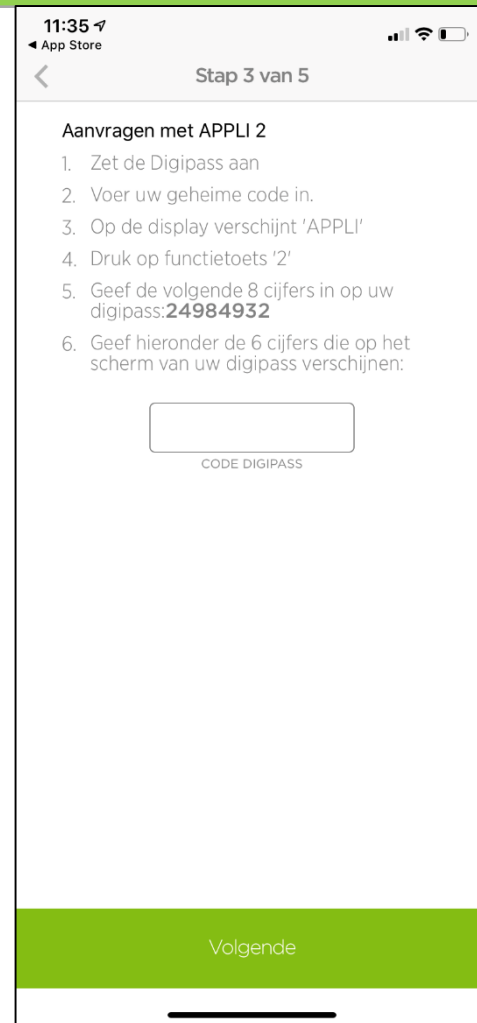 11:35
◀ App Store
Stap 3 van 5
Aanvragen met APPLI 2
1. Zet de Digipass aan
2. Voer uw geheime code in.
3. Op de display verschijnt 'APPLI'
4. Druk op functietoets '2'
5. Geef de volgende 8 cijfers in op uw
digipass:24984932
6. Geef hieronder de 6 cijfers die op het
scherm van uw digipass verschijnen:
CODE DIGIPASS
Volgende